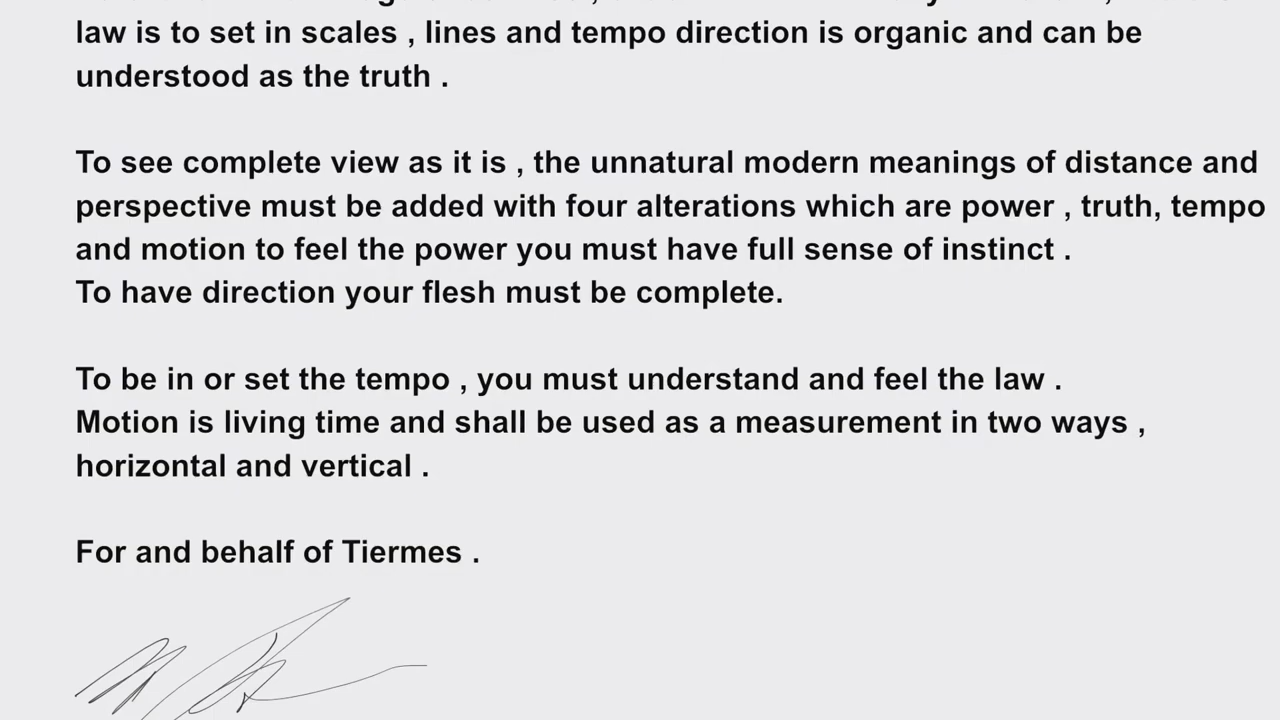 law is to set in scales , lines and tempo direction is organic and can be
understood as the truth .
To see complete view as it is , the unnatural modern meanings of distance and
perspective must be added with four alterations which are power , truth, tempo
and motion to feel the power you must have full sense of instinct .
To have direction your flesh must be complete.
To be in or set the tempo , you must understand and feel the law .
Motion is living time and shall be used as a measurement in two ways ,
horizontal and vertical .
For and behalf of Tiermes .